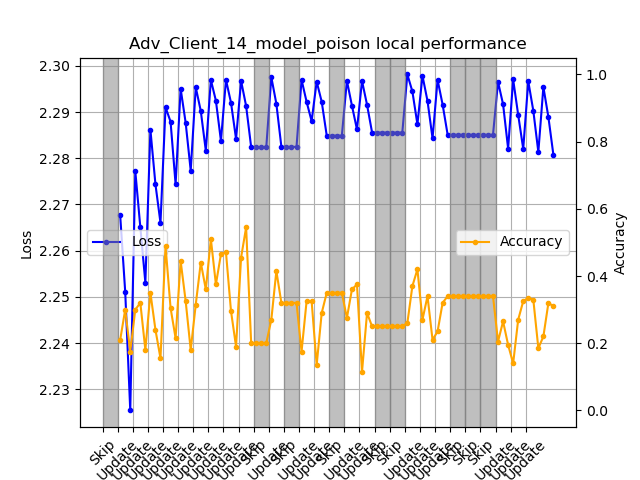 Adv_Client_14_model_poison local performance
2.30
2.29
2.28
2.27
2.26
2.25
2.24
2.23
Loss
Loss
Accuracy
1.0
0.8
0.6
0.4
0.2
0.0
Accuracy
Skip
Update
Update
Update
Update
Update
Update
Update
Update
Update
Skip
Update
Skip
Update
Update
Skip
Update
Update
Skip
Skip
Update
Update
Update
Skip
Skip
Skip
Update
Update
Update